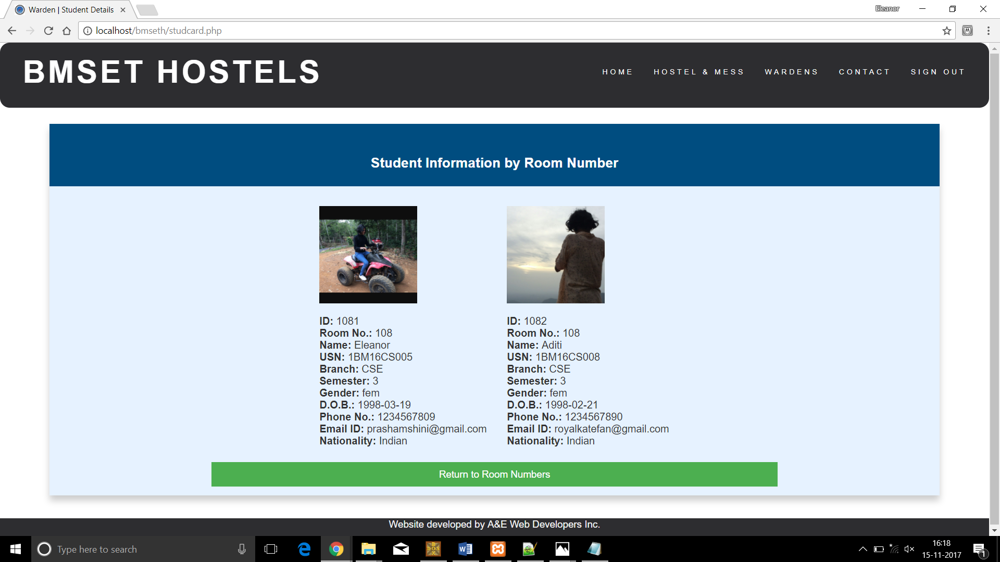 Warden | Student Details
Eleanor
localhost/bmseth/studcard.php
BMSET HOSTELS
HOME HOSTEL & MESS WARDENS CONTACT SIGN OUT
Student Information by Room Number
ID: 1081
Room No.: 108
Name: Eleanor
USN: 1BM16CS005
Branch: CSE
Semester: 3
Gender: fem
D.O.B.: 1998-03-19
Phone No.: 1234567809
Email ID: prashamshini@gmail.com
Nationality: Indian
ID: 1082
Room No.: 108
Name: Aditi
USN: 1BM16CS008
Branch: CSE
Semester: 3
Gender: fem
D.O.B.: 1998-02-21
Phone No.: 1234567890
Email ID: royalkatefan@gmail.com
Nationality: Indian
Return to Room Numbers
Website developed by A&E Web Developers Inc.
Type here to search
16:18
15-11-2017
1